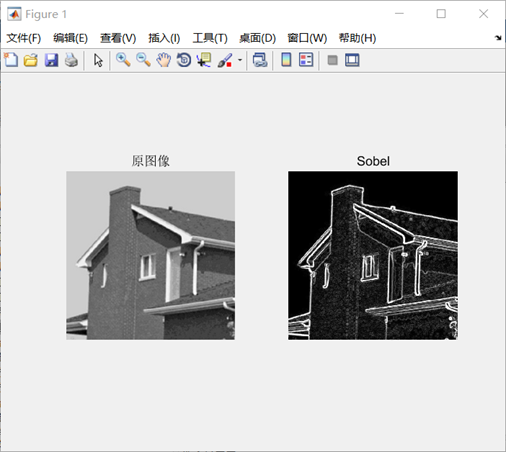 Figure 1
文件(F) 编辑(E) 查看(V) 插入(I) 工具(T) 桌面(D) 窗口(W) 帮助(H)
原图像 Sobel